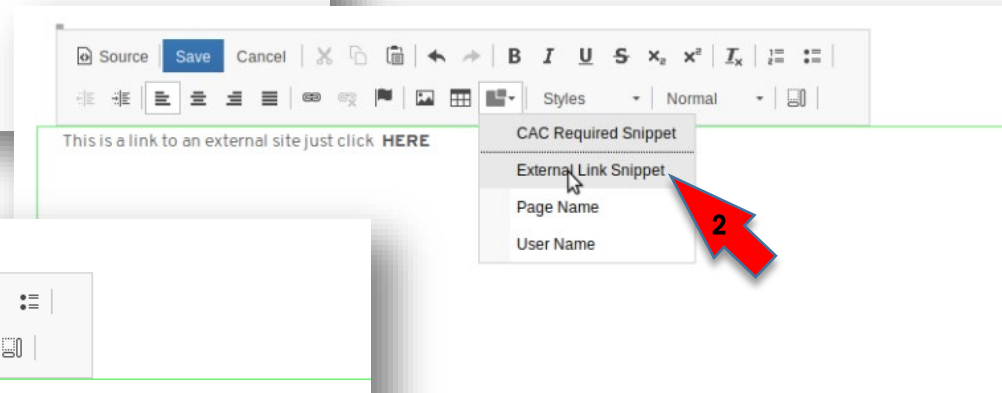 Source Save Cancel B I U S x₂ x² Ix
Styles Normal
This is a link to an external site just click HERE
CAC Required Snippet
External Link Snippet
Page Name
User Name
2